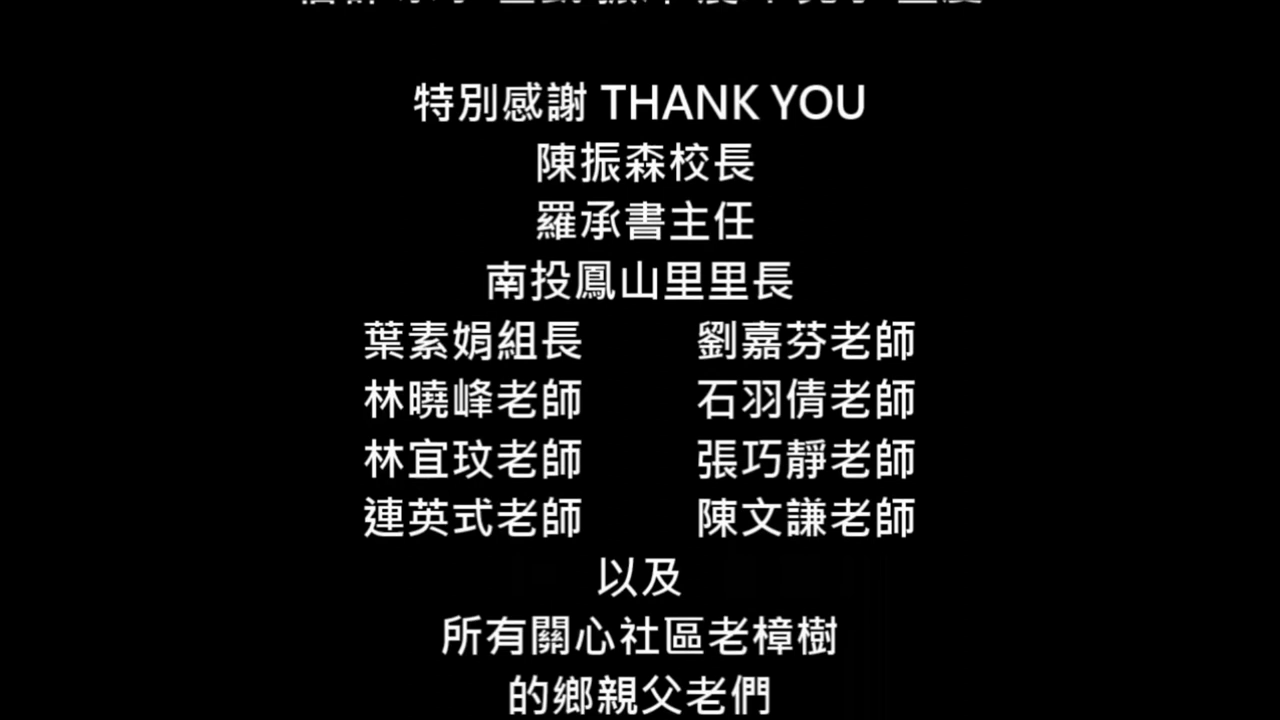 特別感謝 THANK YOU
陳振森校長
羅承書主任
南投鳳山里里長
葉素娟組長 劉嘉芬老師
林曉峰老師 石羽倩老師
林宜玟老師 張巧靜老師
連英式老師 陳文謙老師
以及
所有關心社區老樟樹
的鄉親父老們